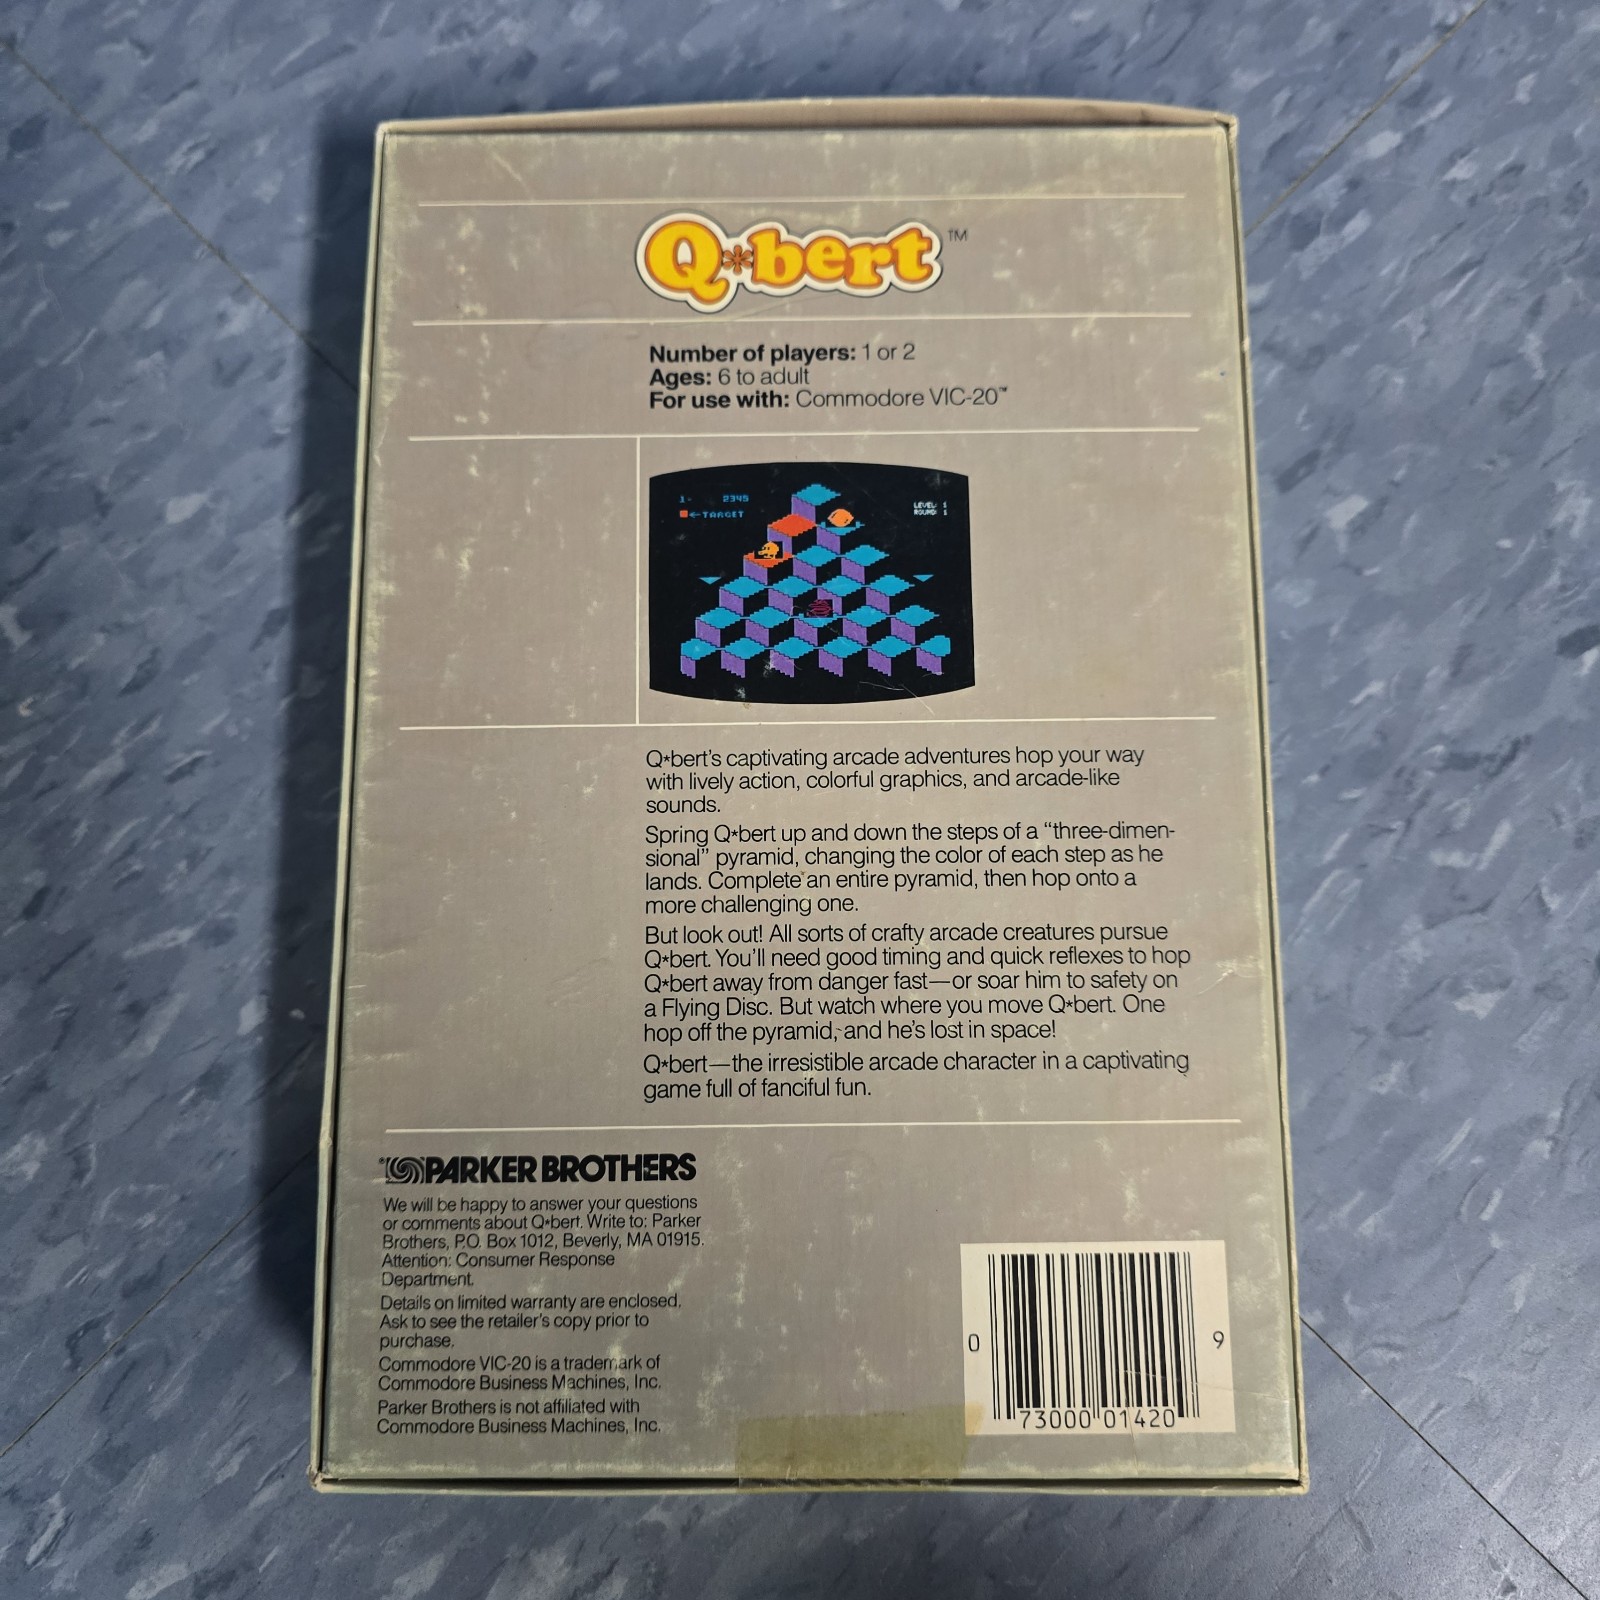 Q*bert™
Number of players: 1 or 2
Ages: 6 to adult
For use with: Commodore VIC-20™
1- 2345
←TARGET
LEVEL: 1
ROUND: 1
Q*bert's captivating arcade adventures hop your way
with lively action, colorful graphics, and arcade-like
sounds.
Spring Q*bert up and down the steps of a “three-dimen-
sional” pyramid, changing the color of each step as he
lands. Complete an entire pyramid, then hop onto a
more challenging one.
But look out! All sorts of crafty arcade creatures pursue
Q*bert. You'll need good timing and quick reflexes to hop
Q*bert away from danger fast—or soar him to safety on
a Flying Disc. But watch where you move Q*bert. One
hop off the pyramid, and he's lost in space!
Q*bert—the irresistible arcade character in a captivating
game full of fanciful fun.
PARKER BROTHERS
We will be happy to answer your questions
or comments about Q*bert. Write to: Parker
Brothers, P.O. Box 1012, Beverly, MA 01915.
Attention: Consumer Response
Department.
Details on limited warranty are enclosed.
Ask to see the retailer's copy prior to
purchase.
Commodore VIC-20 is a trademark of
Commodore Business Machines, Inc.
Parker Brothers is not affiliated with
Commodore Business Machines, Inc.
0 73000 01420 9